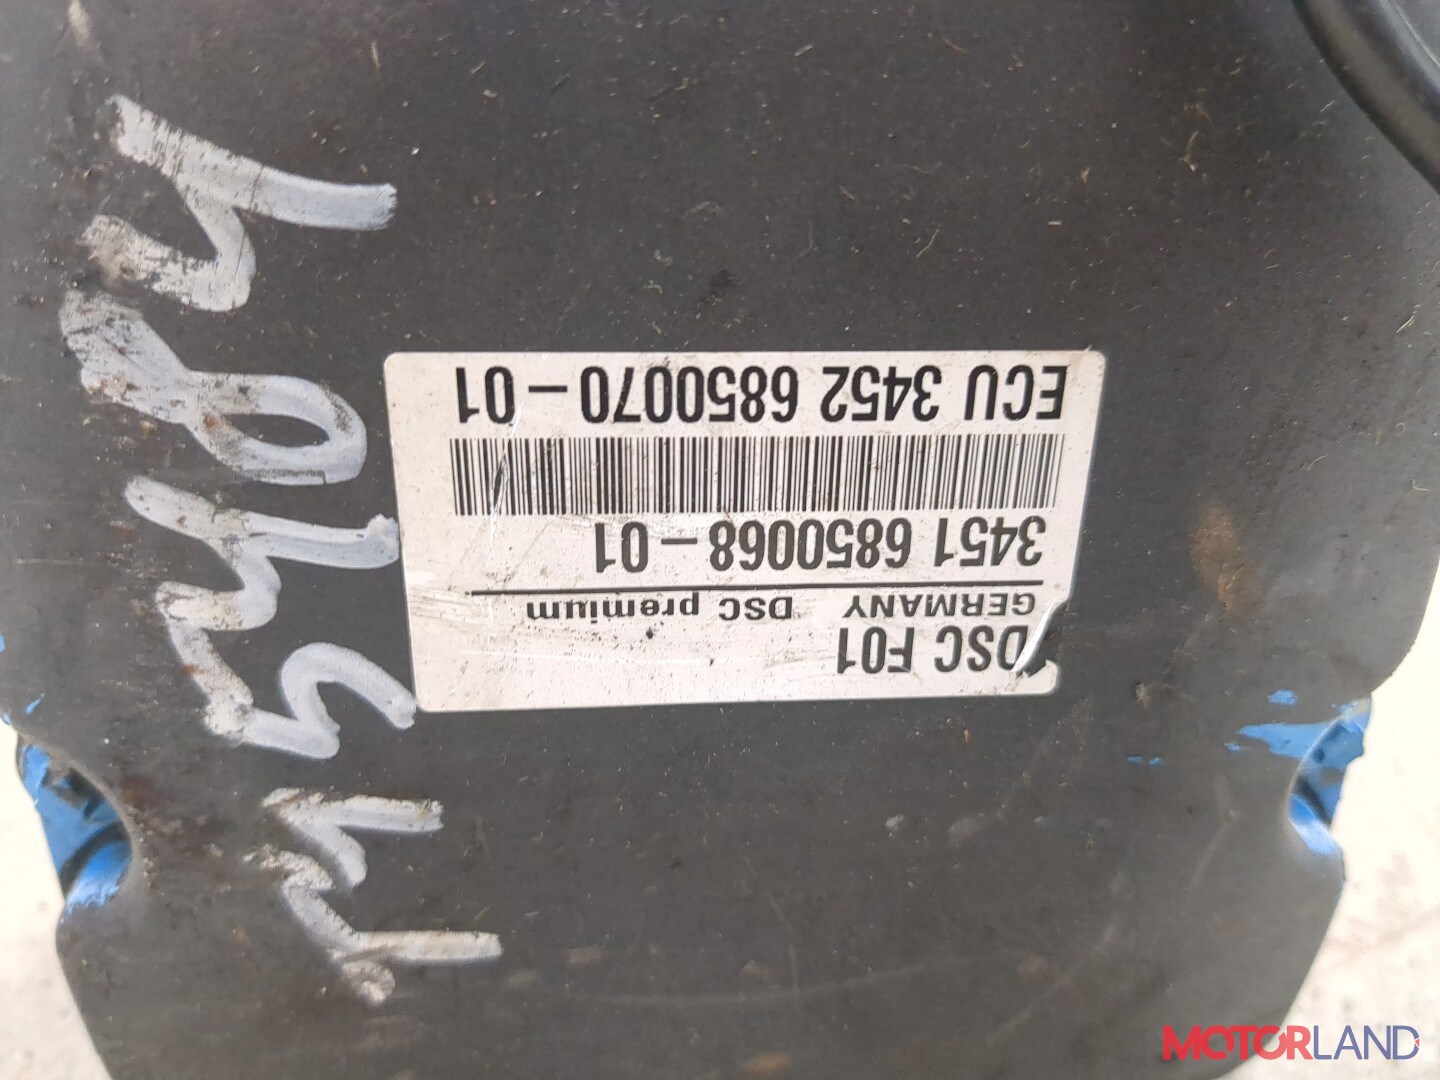 DSC F01
GERMANY DSC premium
3451 6850068-01
ECU 3452 6850070-01
MOTORLAND